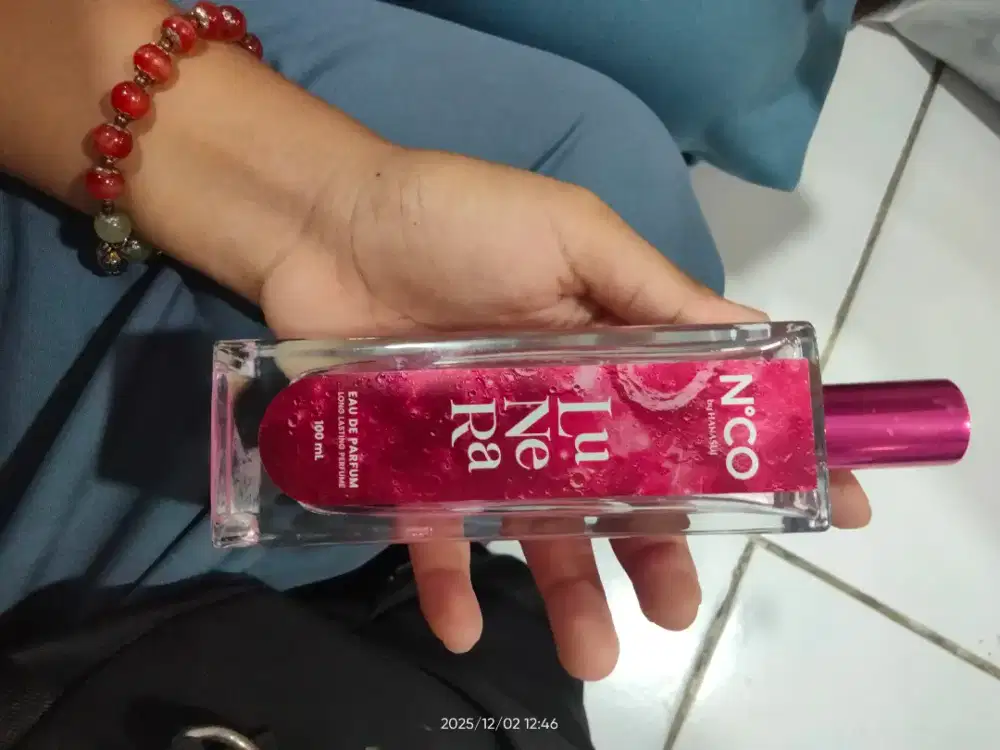 N°CO
by HANASUI
Lu
Ne
Ra
EAU DE PARFUM
LONG LASTING PERFUME
100 mL
2025/12/02 12:46